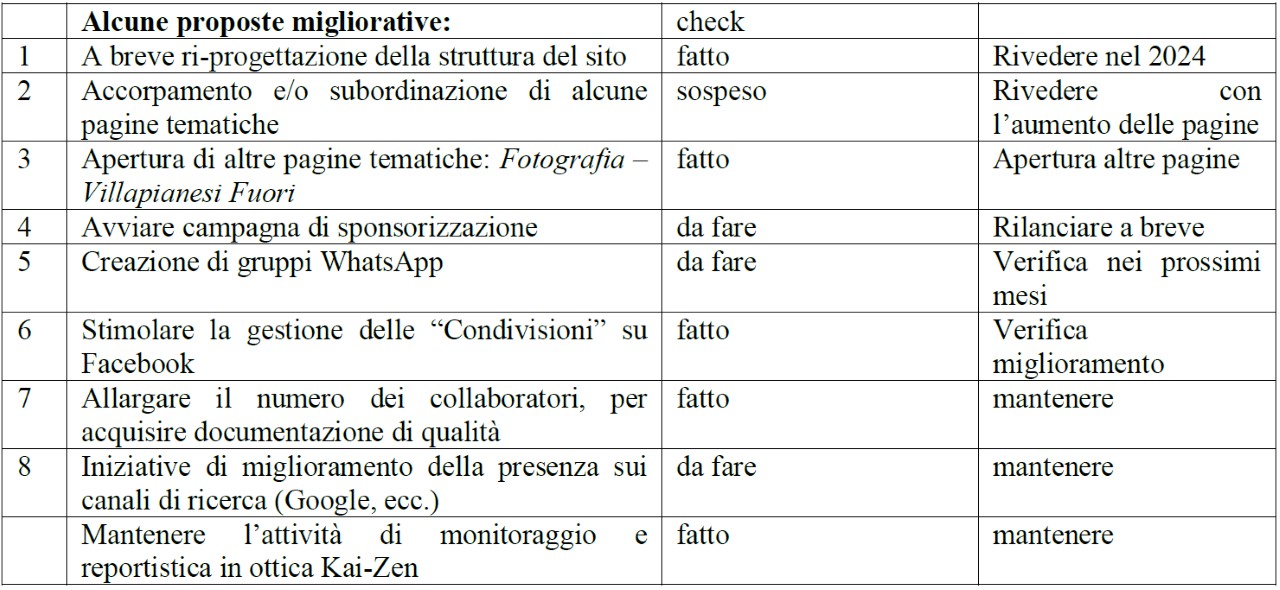 Alcune proposte migliorative: check
1 A breve ri-progettazione della struttura del sito fatto Rivedere nel 2024
2 Accorpamento e/o subordinazione di alcune sospeso Rivedere con
pagine tematiche l’aumento delle pagine
3 Apertura di altre pagine tematiche: Fotografia – fatto Apertura altre pagine
Villapianesi Fuori
4 Avviare campagna di sponsorizzazione da fare Rilanciare a breve
5 Creazione di gruppi WhatsApp da fare Verifica nei prossimi
mesi
6 Stimolare la gestione delle “Condivisioni” su fatto Verifica
Facebook miglioramento
7 Allargare il numero dei collaboratori, per fatto mantenere
acquisire documentazione di qualità
8 Iniziative di miglioramento della presenza sui da fare mantenere
canali di ricerca (Google, ecc.)
Mantenere l’attività di monitoraggio e fatto mantenere
reportistica in ottica Kai-Zen